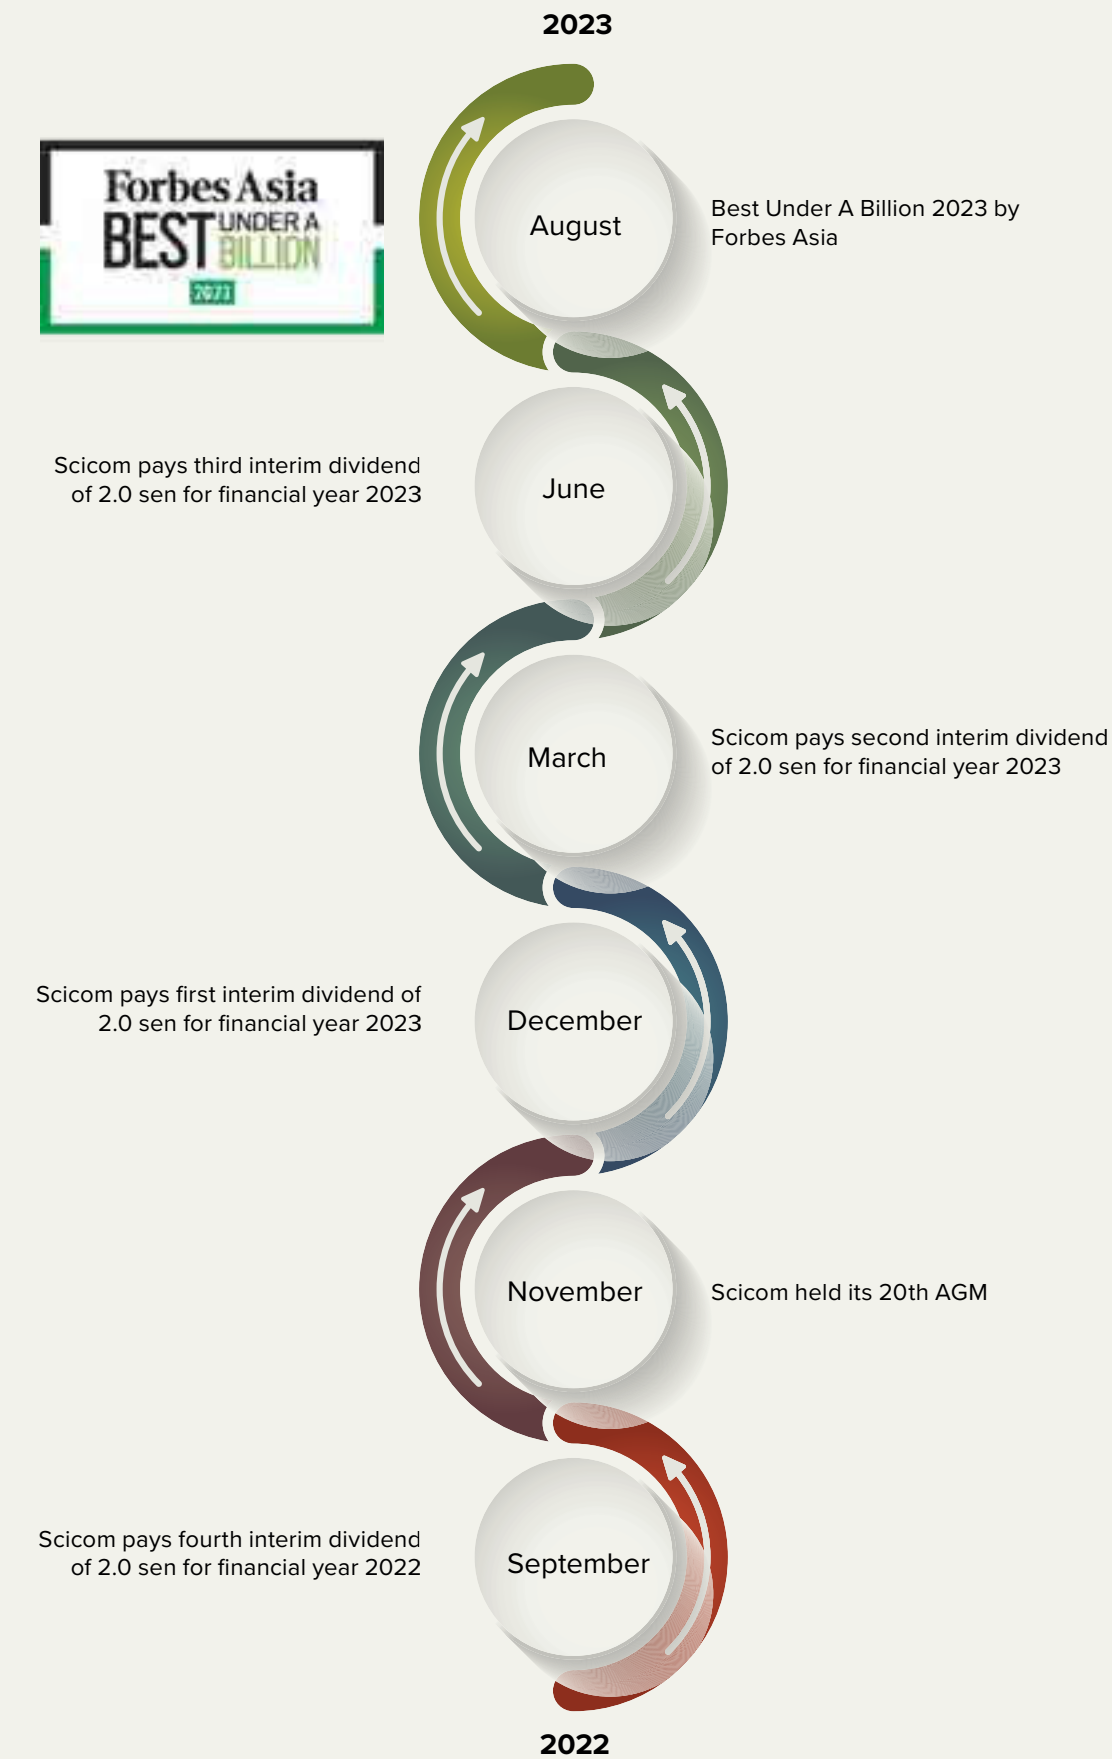 2023
Forbes Asia
BEST UNDER A
BILLION
2023
August
Best Under A Billion 2023 by
Forbes Asia
Scicom pays third interim dividend
of 2.0 sen for financial year 2023
June
March
Scicom pays second interim dividend
of 2.0 sen for financial year 2023
Scicom pays first interim dividend of
2.0 sen for financial year 2023
December
November
Scicom held its 20th AGM
Scicom pays fourth interim dividend
of 2.0 sen for financial year 2022
September
2022